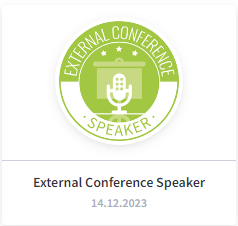 EXTERNAL CONFERENCE
· SPEAKER ·
External Conference Speaker
14.12.2023